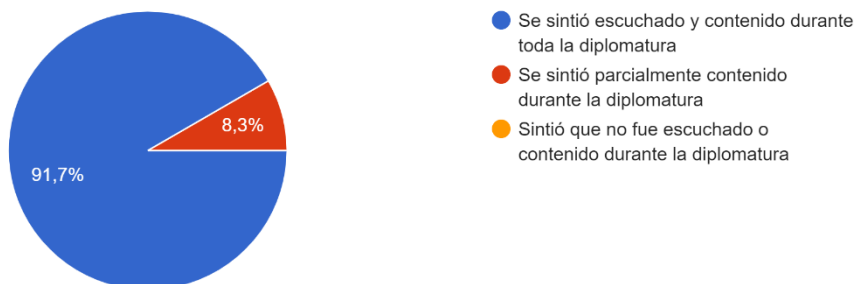 Se sintió escuchado y contenido durante
toda la diplomatura
Se sintió parcialmente contenido
durante la diplomatura
Sintió que no fue escuchado o
contenido durante la diplomatura
8,3%
91,7%